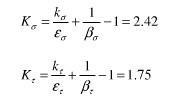 K_σ = k_σ/ε_σ + 1/β_σ − 1 = 2.42
K_τ = k_τ/ε_τ + 1/β_τ − 1 = 1.75